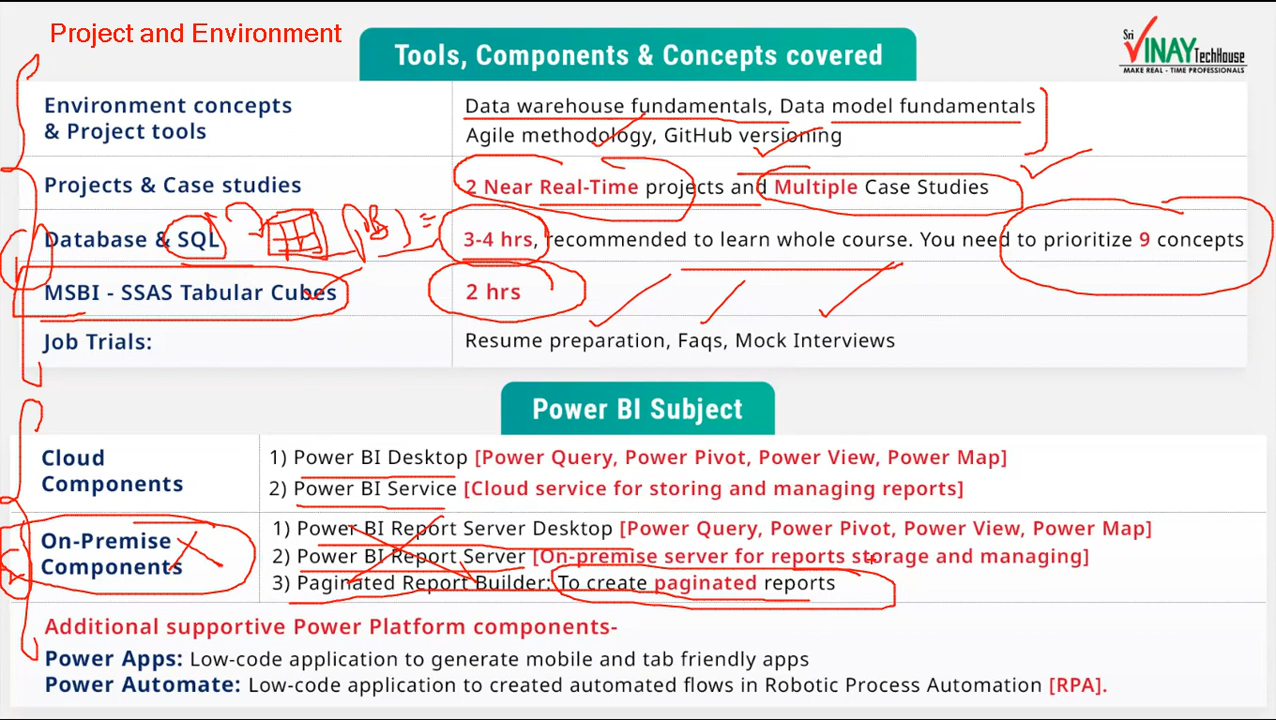 Project and Environment
Tools, Components & Concepts covered
Sri
VINAY TechHouse
MAKE REAL - TIME PROFESSIONALS
Environment concepts
& Project tools
Data warehouse fundamentals, Data model fundamentals
Agile methodology, GitHub versioning
Projects & Case studies
2 Near Real-Time projects and Multiple Case Studies
Database & SQL
3-4 hrs, recommended to learn whole course. You need to prioritize 9 concepts
MSBI - SSAS Tabular Cubes
2 hrs
Job Trials:
Resume preparation, Faqs, Mock Interviews
Power BI Subject
Cloud
Components
1) Power BI Desktop [Power Query, Power Pivot, Power View, Power Map]
2) Power BI Service [Cloud service for storing and managing reports]
On-Premise
Components
1) Power BI Report Server Desktop [Power Query, Power Pivot, Power View, Power Map]
2) Power BI Report Server [On-premise server for reports storage and managing]
3) Paginated Report Builder: To create paginated reports
Additional supportive Power Platform components-
Power Apps: Low-code application to generate mobile and tab friendly apps
Power Automate: Low-code application to created automated flows in Robotic Process Automation [RPA].